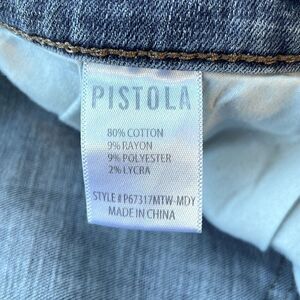 PISTOLA
80% COTTON
9% RAYON
9% POLYESTER
2% LYCRA
STYLE # P67317MTW-MDY
MADE IN CHINA